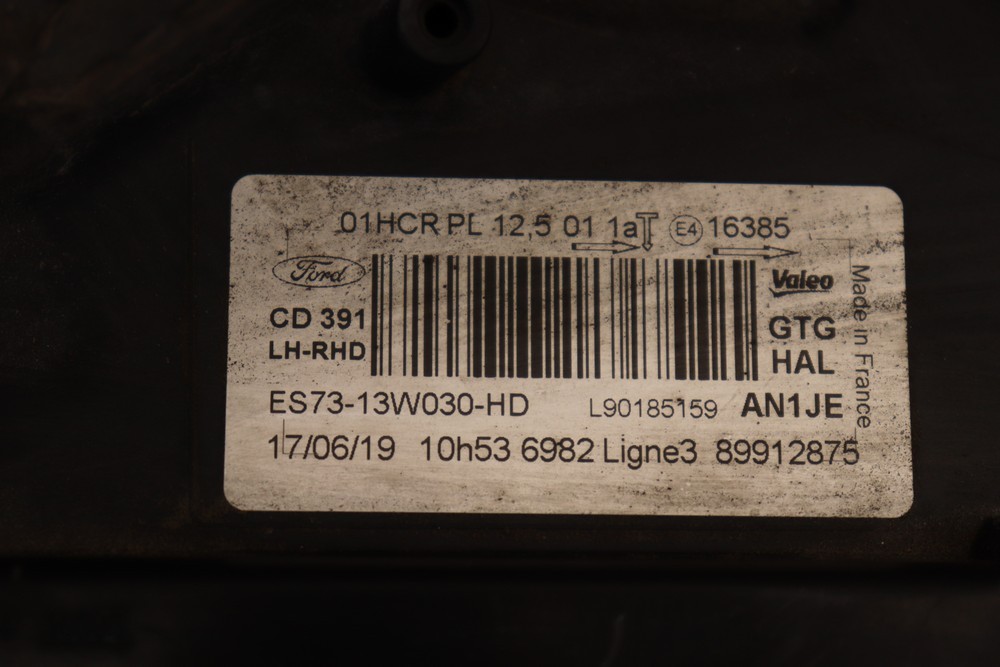 01HCR PL 12,5 01 1aT E4 16385
Ford
Valeo
CD 391
GTG
LH-RHD
HAL
Made in France
ES73-13W030-HD L90185159 AN1JE
17/06/19 10h53 6982 Ligne3 89912875